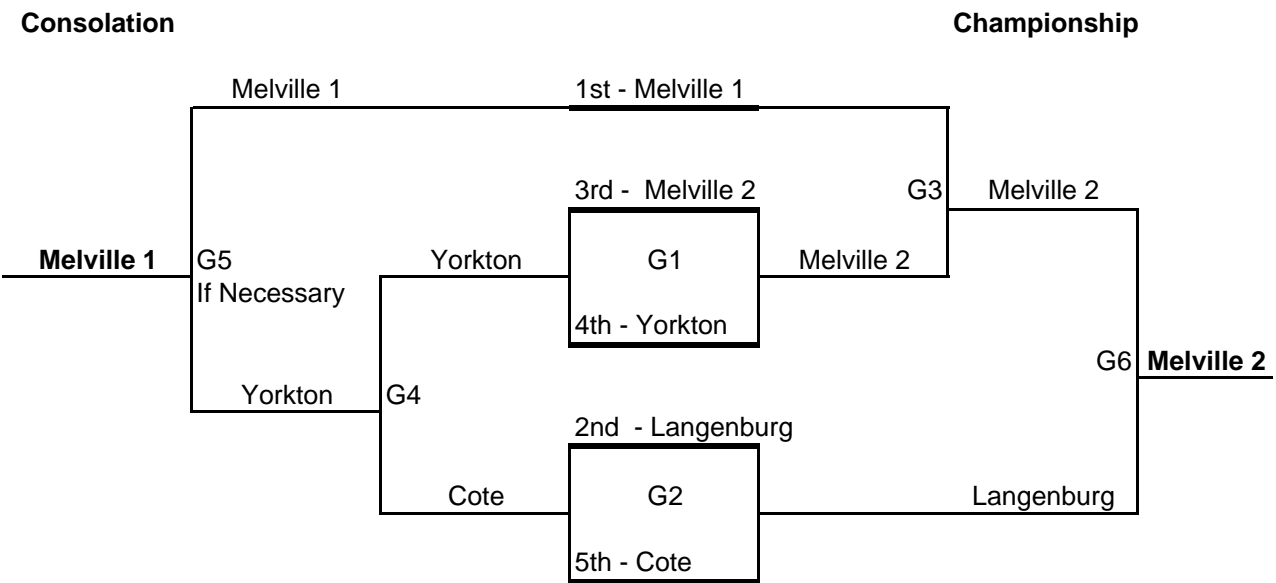 Consolation
Championship
Melville 1
1st - Melville 1
3rd -  Melville 2
G3
Melville 2
Melville 1
G5
If Necessary
Yorkton
G1
Melville 2
4th - Yorkton
G6
Melville 2
Yorkton
G4
2nd  - Langenburg
Cote
G2
Langenburg
5th - Cote